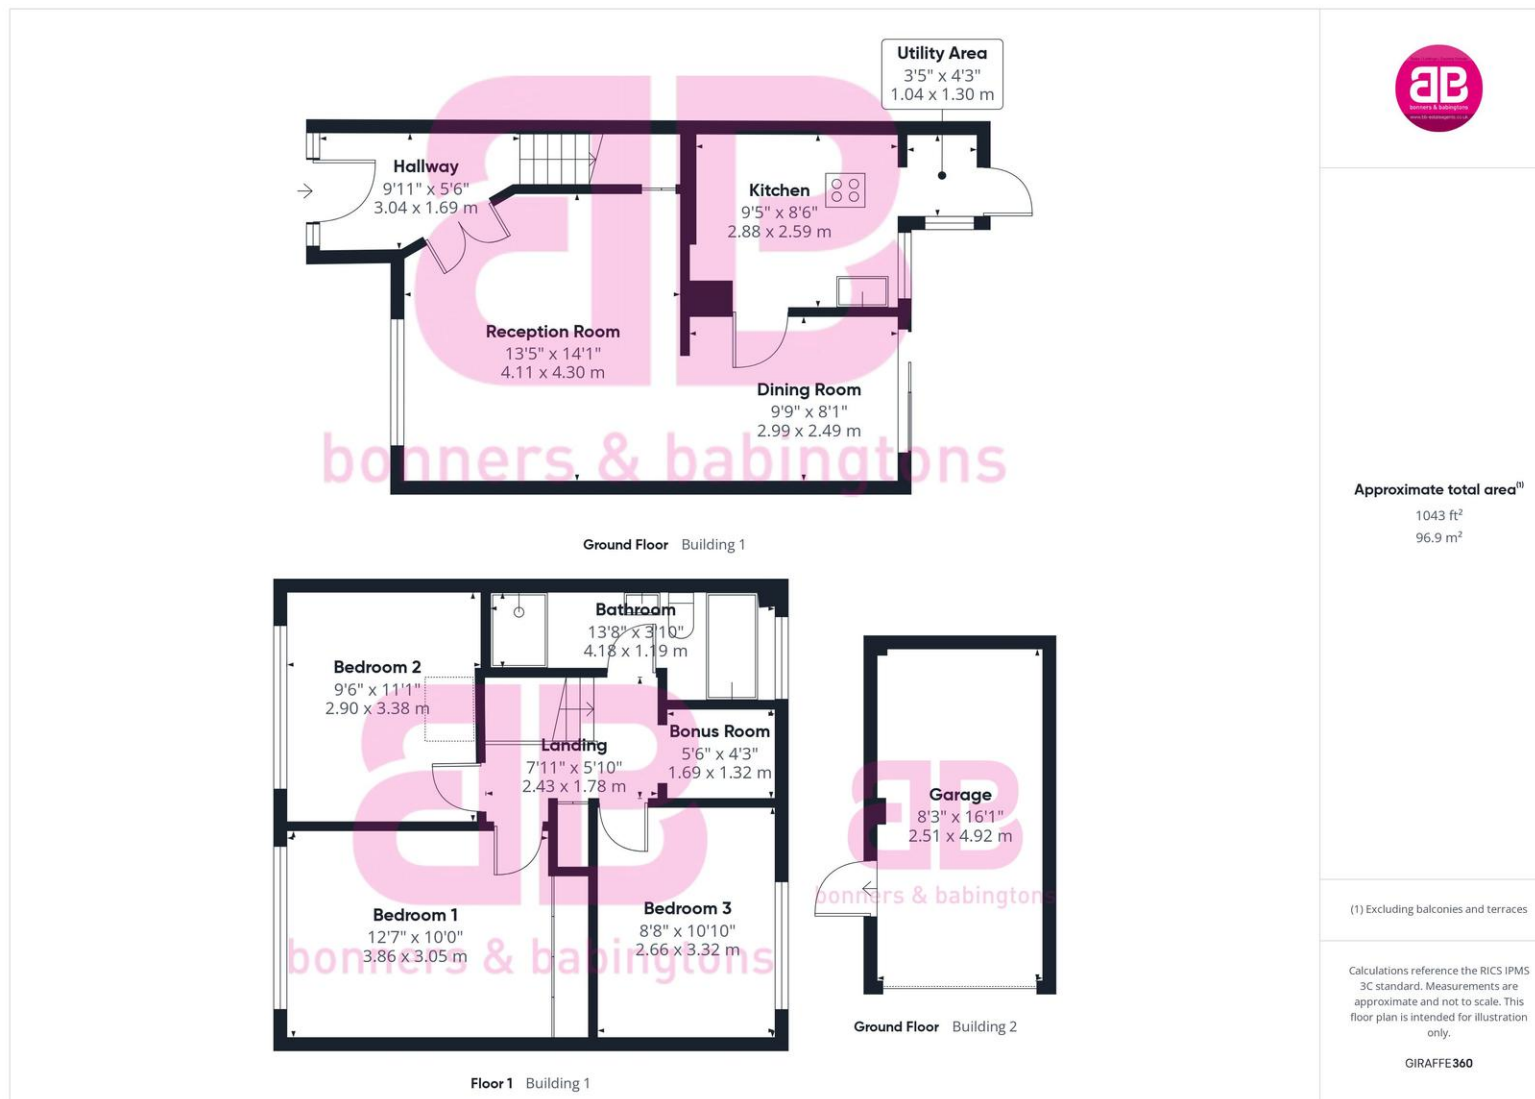 Utility Area
3'5" x 4'3"
1.04 x 1.30 m
Hallway
9'11" x 5'6"
3.04 x 1.69 m
Kitchen
9'5" x 8'6"
2.88 x 2.59 m
Reception Room
13'5" x 14'1"
4.11 x 4.30 m
Dining Room
9'9" x 8'1"
2.99 x 2.49 m
bonners & babingtons
Ground Floor Building 1
Bathroom
13'8" x 3'10"
4.18 x 1.19 m
Bedroom 2
9'6" x 11'1"
2.90 x 3.38 m
Landing
7'11" x 5'10"
2.43 x 1.78 m
Bonus Room
5'6" x 4'3"
1.69 x 1.32 m
Bedroom 1
12'7" x 10'0"
3.86 x 3.05 m
Bedroom 3
8'8" x 10'10"
2.66 x 3.32 m
bonners & babingtons
Floor 1 Building 1
Garage
8'3" x 16'1"
2.51 x 4.92 m
bonners & babingtons
Ground Floor Building 2
BB
bonners & babingtons
Approximate total area(1)
1043 ft²
96.9 m²
(1) Excluding balconies and terraces
Calculations reference the RICS IPMS
3C standard. Measurements are
approximate and not to scale. This
floor plan is intended for illustration
only.
GIRAFFE360